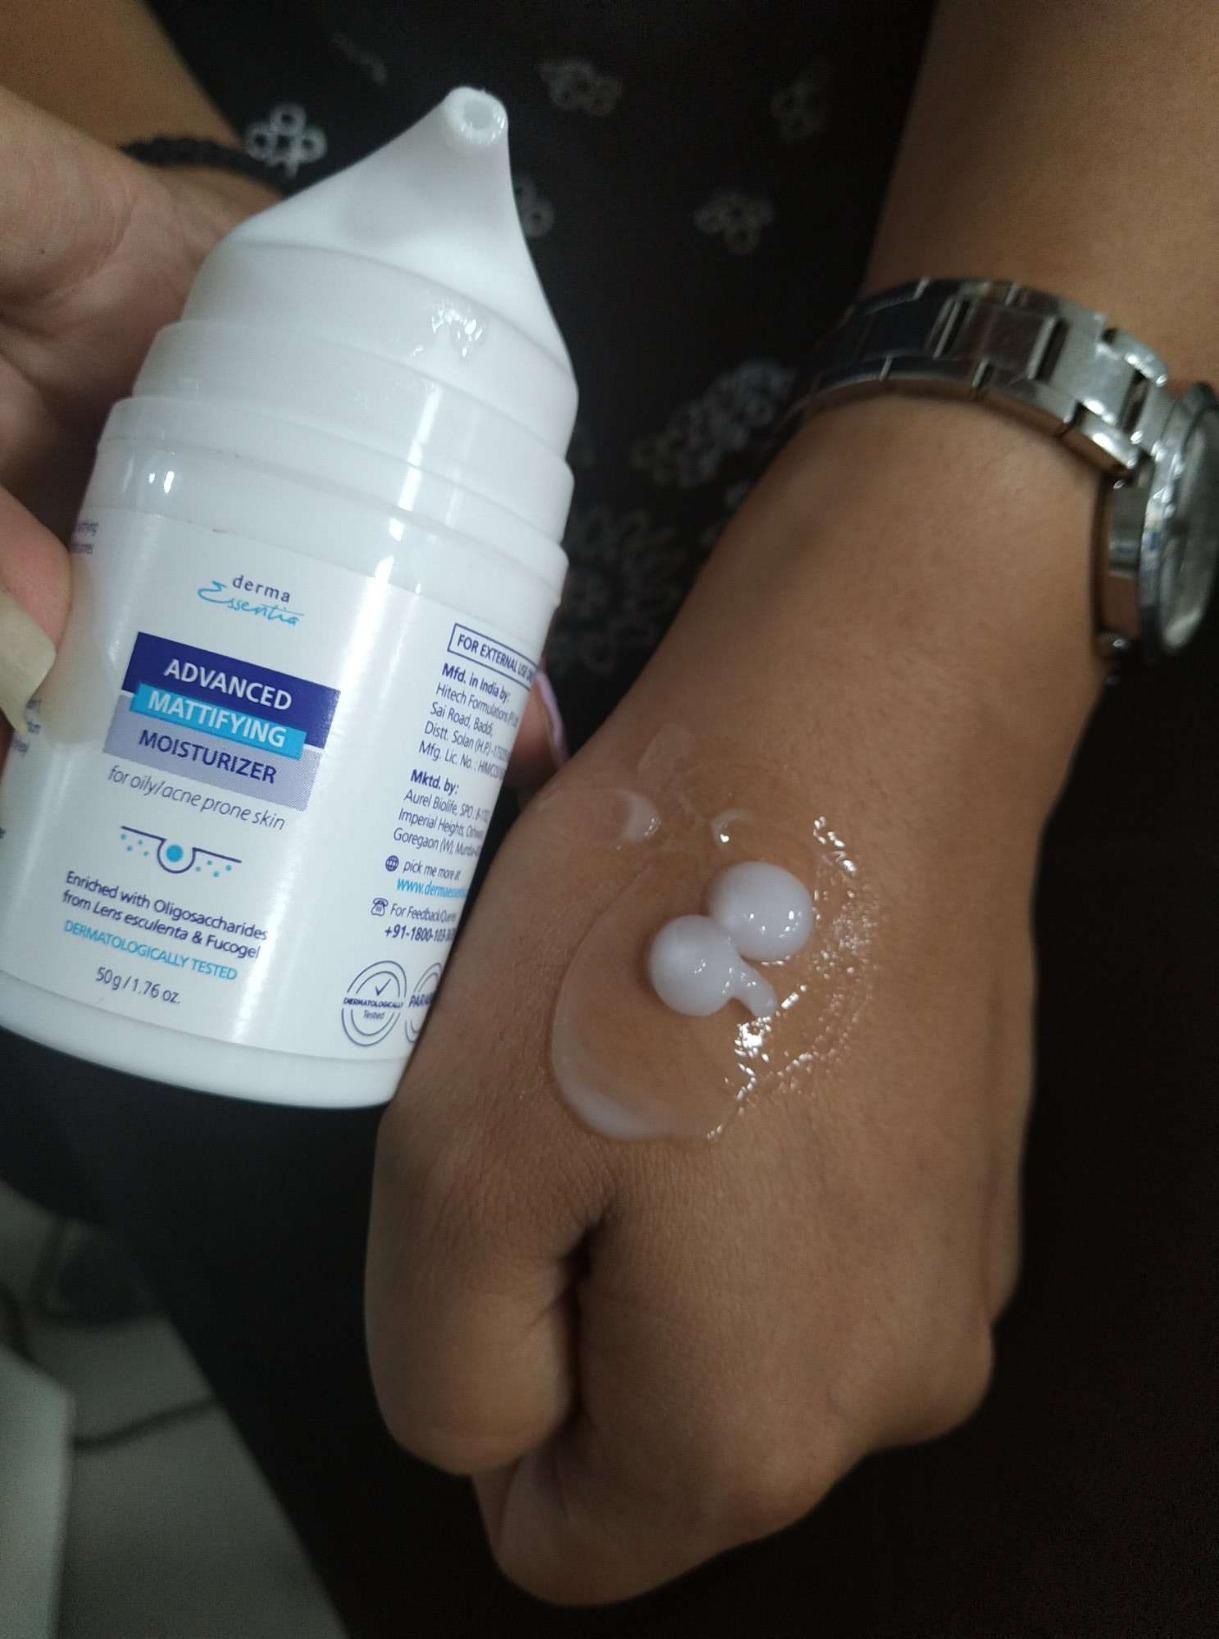 derma
Essentia
ADVANCED
MATTIFYING
MOISTURIZER
for oily/acne prone skin
Enriched with Oligosaccharides
from Lens esculenta & Fucogel
DERMATOLOGICALLY TESTED
50g/1.76 oz.
FOR EXTERNAL USE
Mfd. in India by:
Hitech Formulations
Sai Road, Baddi,
Distt. Solan (H.P.)
Mfg. Lic. No. :
Mktd. by:
Aurel Biolife, SPO.
Imperial Heights,
Goregaon (W),
pick me more at
www.
For Feedback
+91-1800-103
DERMATOLOGICALLY
Tested